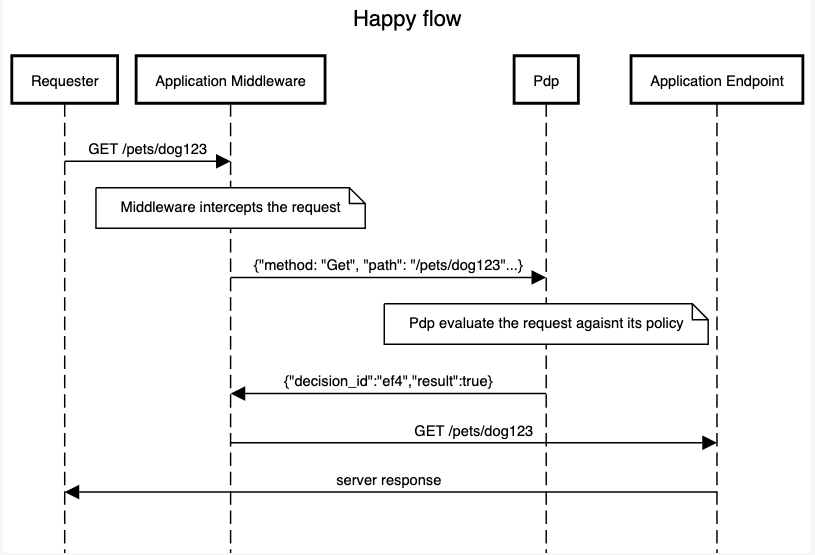 Happy flow
Requester
Application Middleware
Pdp
Application Endpoint
GET /pets/dog123
Middleware intercepts the request
{"method: "Get", "path": "/pets/dog123"...}
Pdp evaluate the request agaisnt its policy
{"decision_id":"ef4","result":true}
GET /pets/dog123
server response